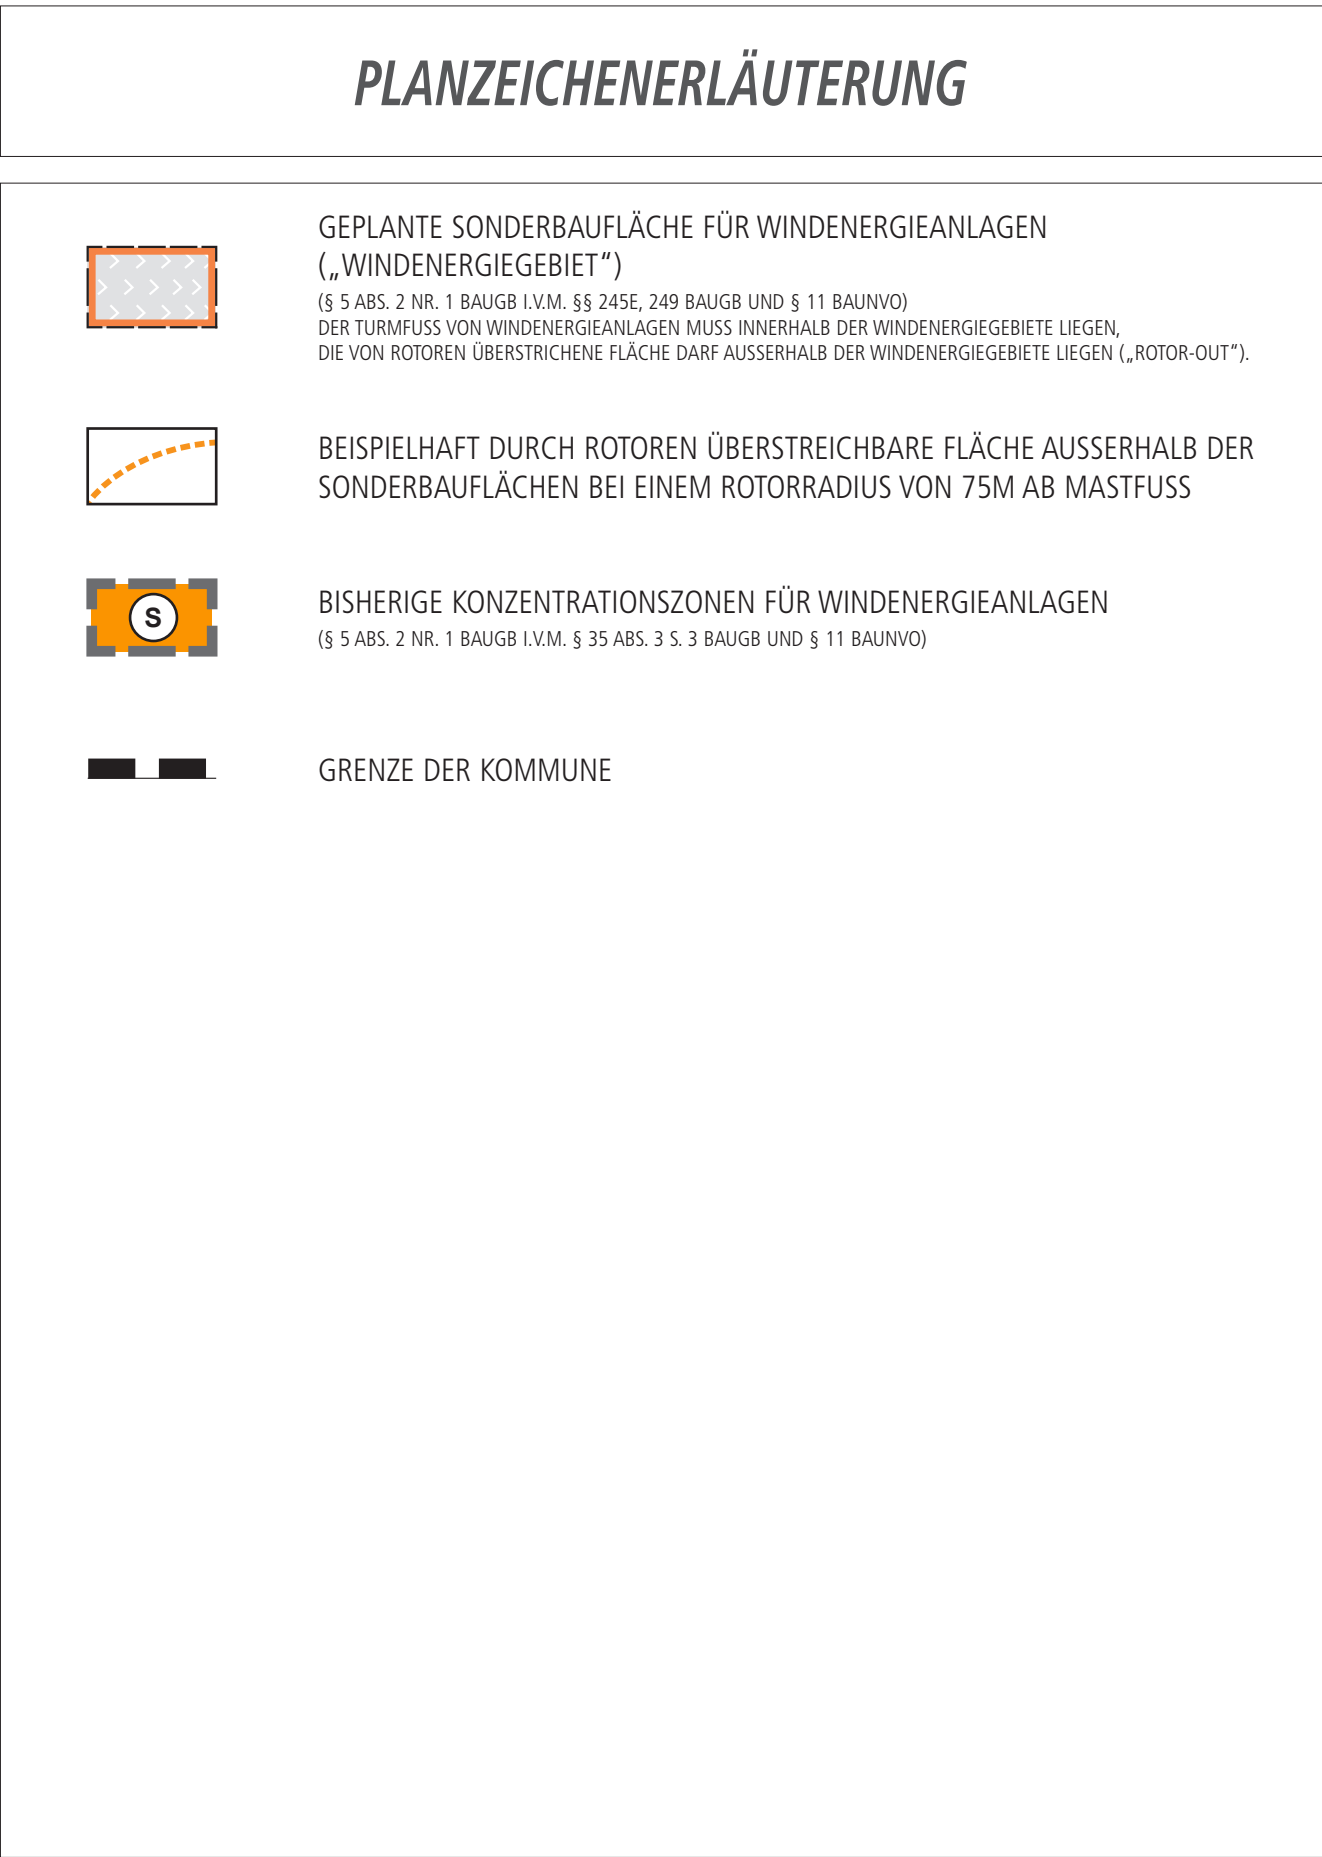 PLANZEICHENERLÄUTERUNG
GEPLANTE SONDERBAUFLÄCHE FÜR WINDENERGIEANLAGEN
(„WINDENERGIEGEBIET“)
(§ 5 ABS. 2 NR. 1 BAUGB I.V.M. §§ 245E, 249 BAUGB UND § 11 BAUNVO)
DER TURMFUSS VON WINDENERGIEANLAGEN MUSS INNERHALB DER WINDENERGIEGEBIETE LIEGEN,
DIE VON ROTOREN ÜBERSTRICHENE FLÄCHE DARF AUSSERHALB DER WINDENERGIEGEBIETE LIEGEN („ROTOR-OUT“).
BEISPIELHAFT DURCH ROTOREN ÜBERSTREICHBARE FLÄCHE AUSSERHALB DER
SONDERBAUFLÄCHEN BEI EINEM ROTORRADIUS VON 75M AB MASTFUSS
S
BISHERIGE KONZENTRATIONSZONEN FÜR WINDENERGIEANLAGEN
(§ 5 ABS. 2 NR. 1 BAUGB I.V.M. § 35 ABS. 3 S. 3 BAUGB UND § 11 BAUNVO)
GRENZE DER KOMMUNE